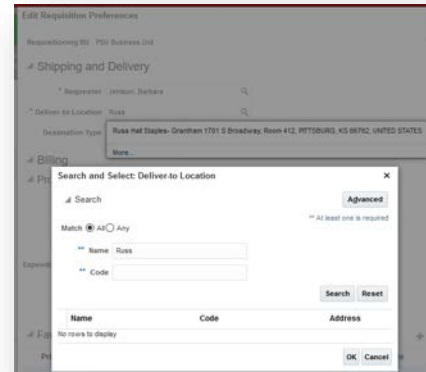 Edit Requisition Preferences
Requisitioning BU PSU Business Unit
Shipping and Delivery
* Requester Jonson, Barbara
* Deliver-to Location Russ
Destination Type
Russ Hall Staples- Grantham 1701 S Broadway, Room 412, PITTSBURG, KS 66762, UNITED STATES
More...
Billing
Search and Select: Deliver-to Location
Search
Advanced
** At least one is required
Match All Any
** Name Russ
** Code
Search Reset
Name Code Address
No rows to display
OK Cancel